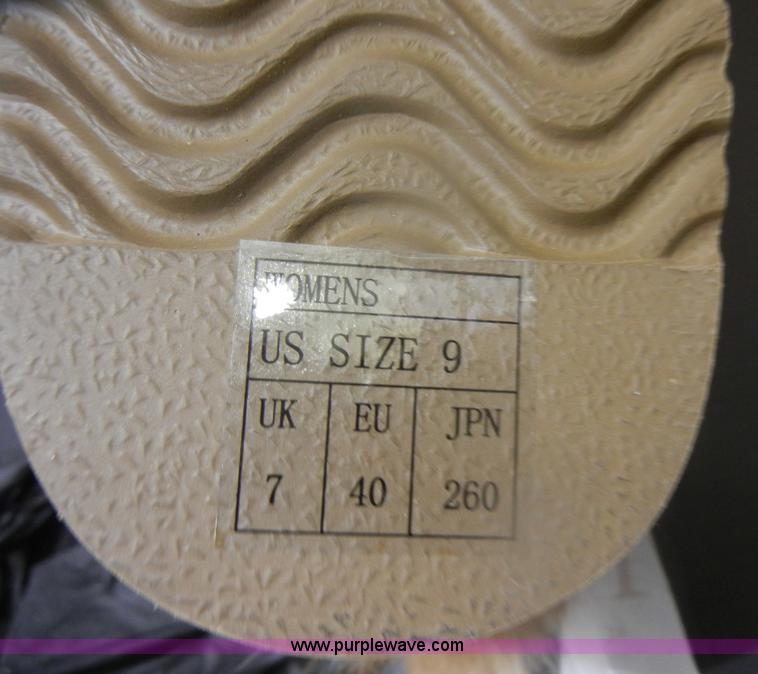 WOMENS
US SIZE 9
UK EU JPN
7 40 260
www.purplewave.com